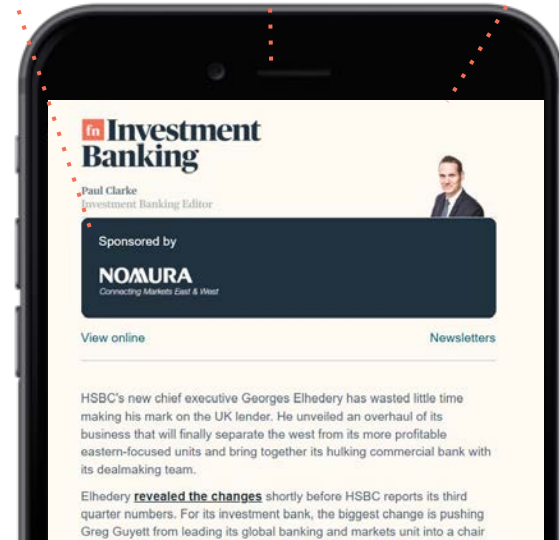 fn Investment
Banking
Paul Clarke
Investment Banking Editor
Sponsored by
NOMURA
Connecting Markets East & West
View online
Newsletters
HSBC's new chief executive Georges Elhedery has wasted little time
making his mark on the UK lender. He unveiled an overhaul of its
business that will finally separate the west from its more profitable
eastern-focused units and bring together its hulking commercial bank with
its dealmaking team.
Elhedery revealed the changes shortly before HSBC reports its third
quarter numbers. For its investment bank, the biggest change is pushing
Greg Guyett from leading its global banking and markets unit into a chair